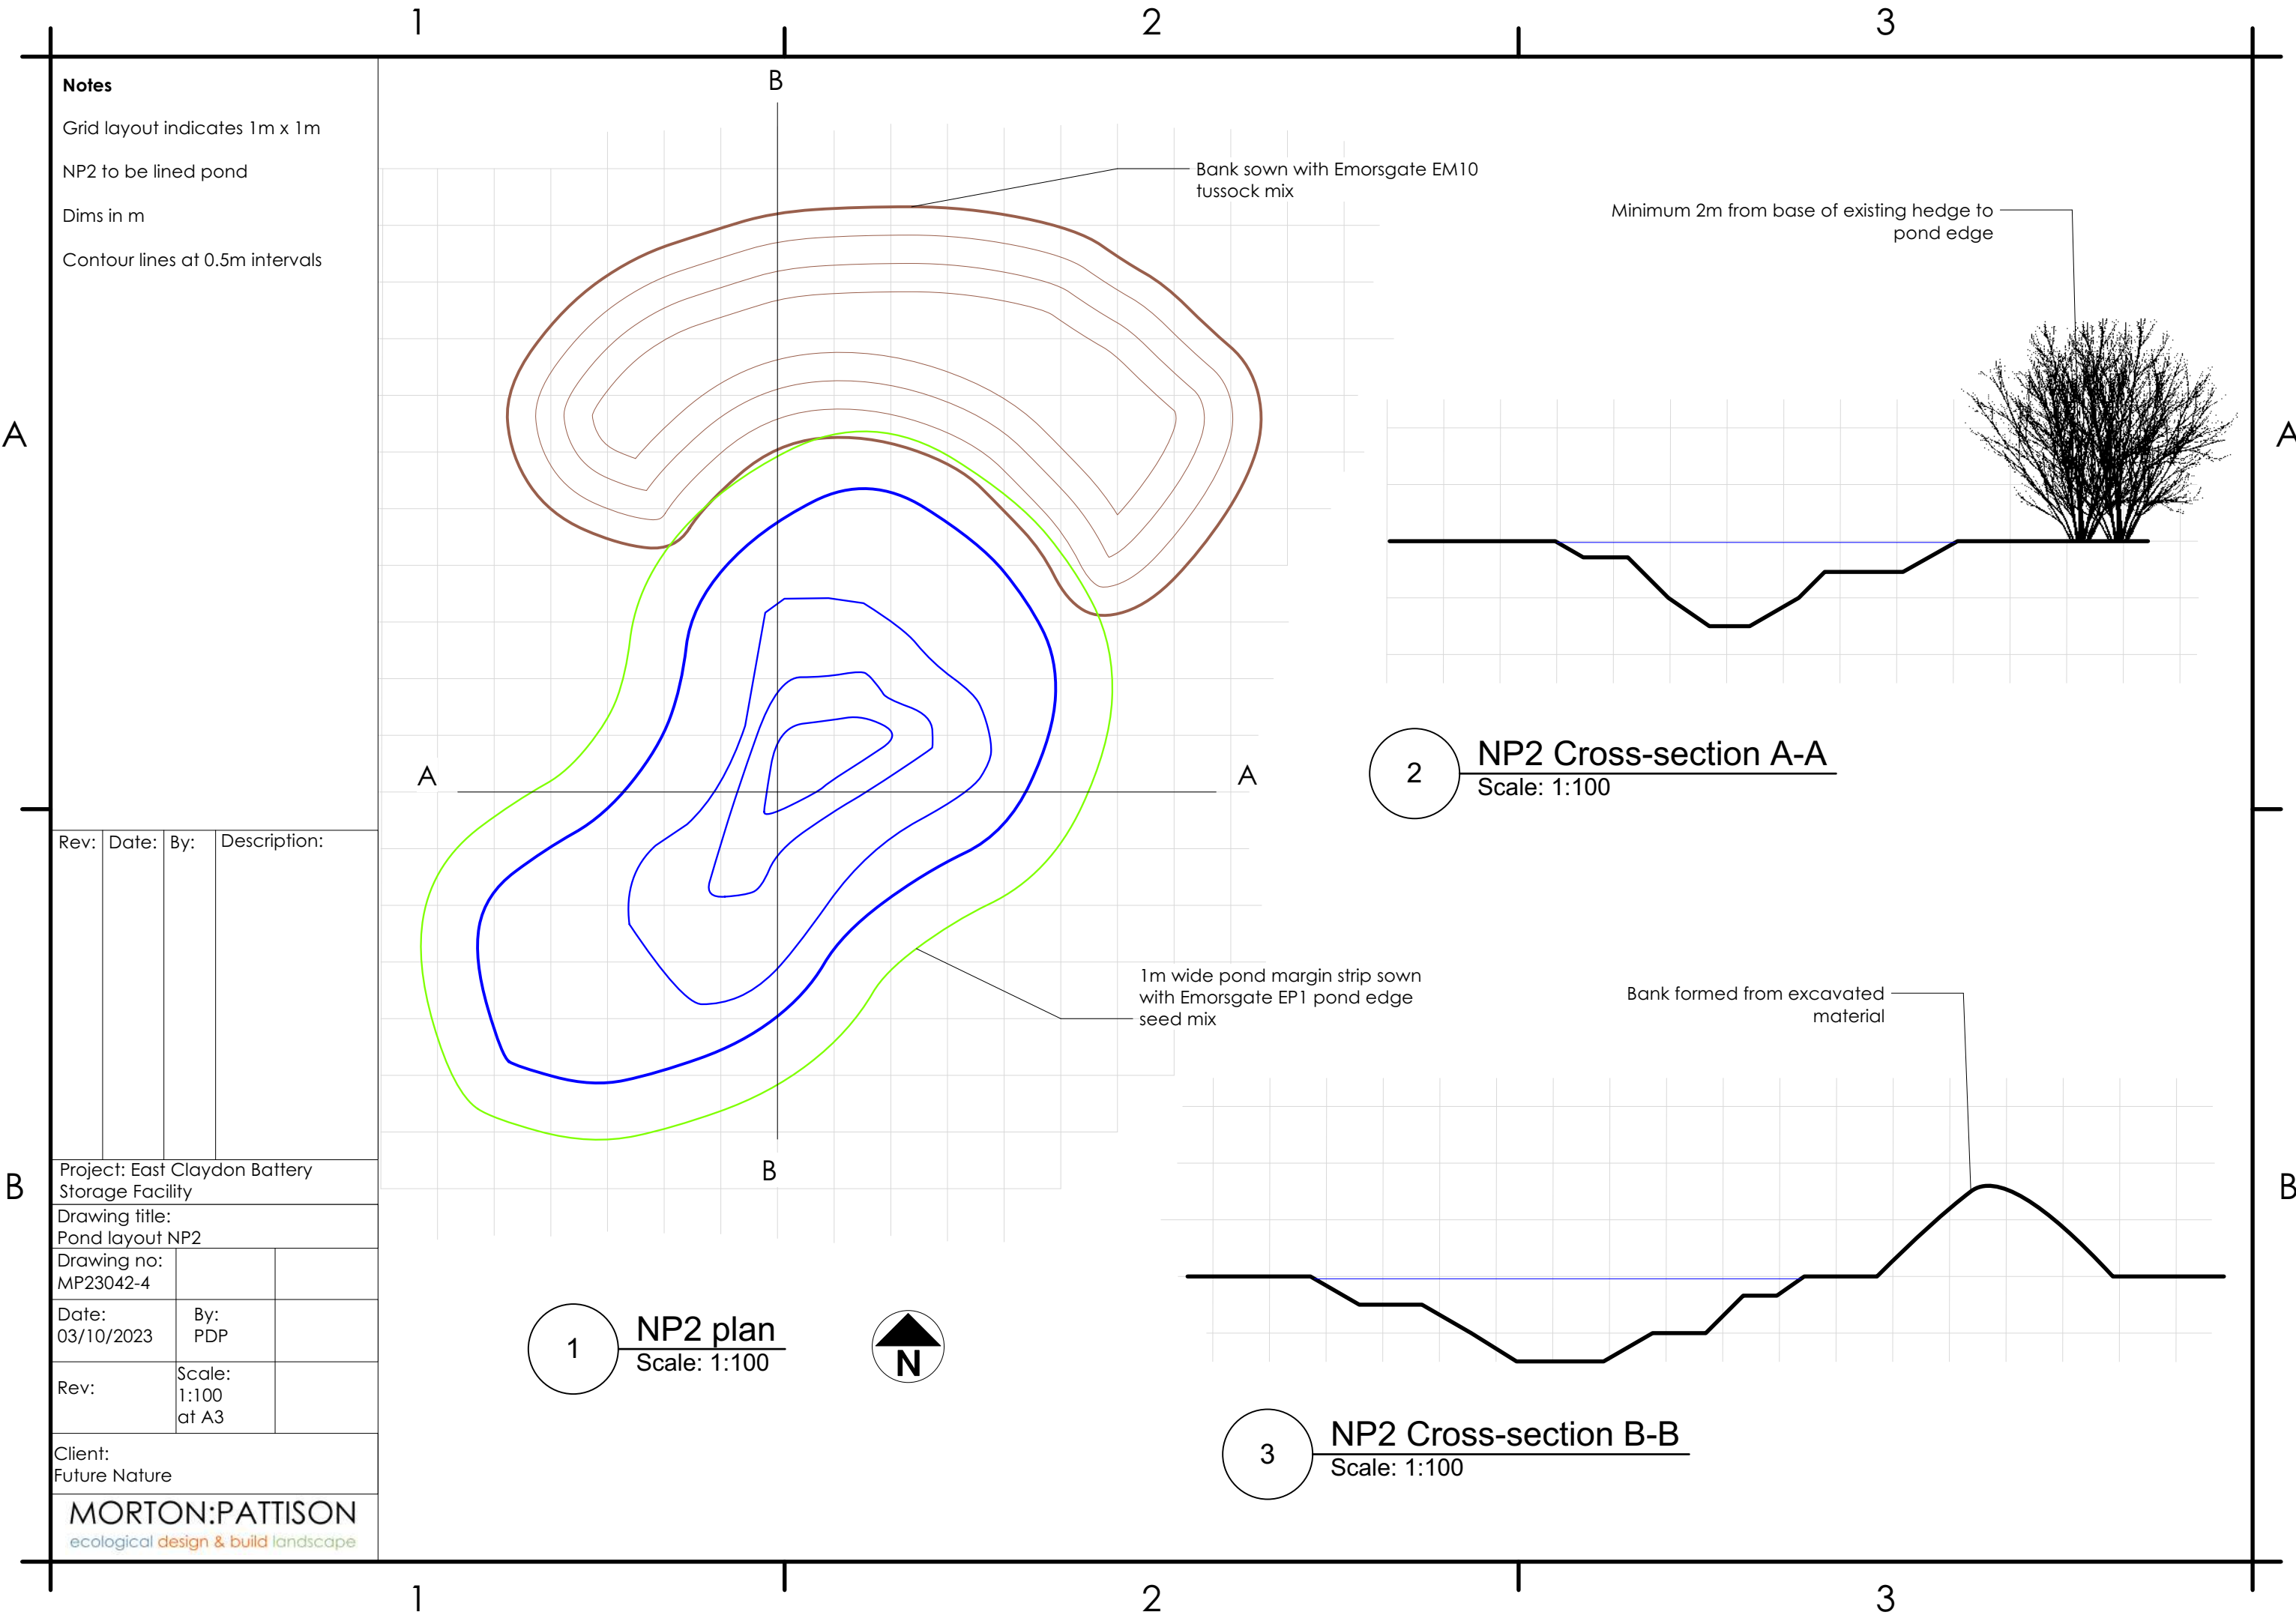 1
2
3
Notes
Grid layout indicates 1m x 1m
NP2 to be lined pond
Dims in m
Contour lines at 0.5m intervals
B
Bank sown with Emorsgate EM10
tussock mix
Minimum 2m from base of existing hedge to
pond edge
A
A
A
A
2
NP2 Cross-section A-A
Scale: 1:100
1m wide pond margin strip sown
with Emorsgate EP1 pond edge
seed mix
Bank formed from excavated
material
B
B
B
1
NP2 plan
Scale: 1:100
N
3
NP2 Cross-section B-B
Scale: 1:100
Rev: Date: By: Description:
Project: East Claydon Battery
Storage Facility
Drawing title:
Pond layout NP2
Drawing no:
MP23042-4
Date: By:
03/10/2023 PDP
Rev:
Scale:
1:100
at A3
Client:
Future Nature
MORTON:PATTISON
ecological design & build landscape
1
2
3